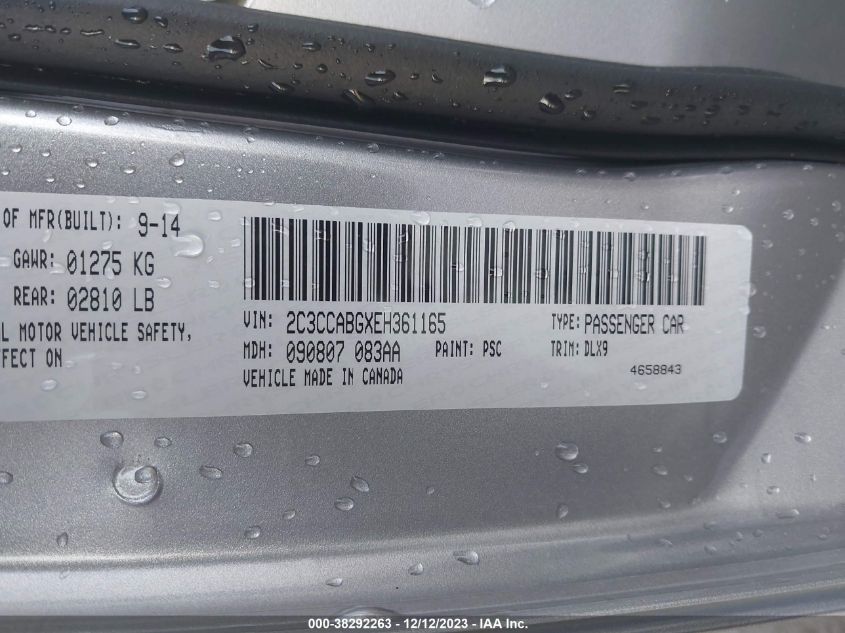 OF MFR(BUILT): 9-14
GAWR: 01275 KG
REAR: 02810 LB
L MOTOR VEHICLE SAFETY,
FFECT ON
VIN: 2C3CCABGXEH361165 TYPE: PASSENGER CAR
MDH: 090807 083AA PAINT: PSC TRIM: DLX9
VEHICLE MADE IN CANADA 4658843
000-38292263 - 12/12/2023 - IAA Inc.